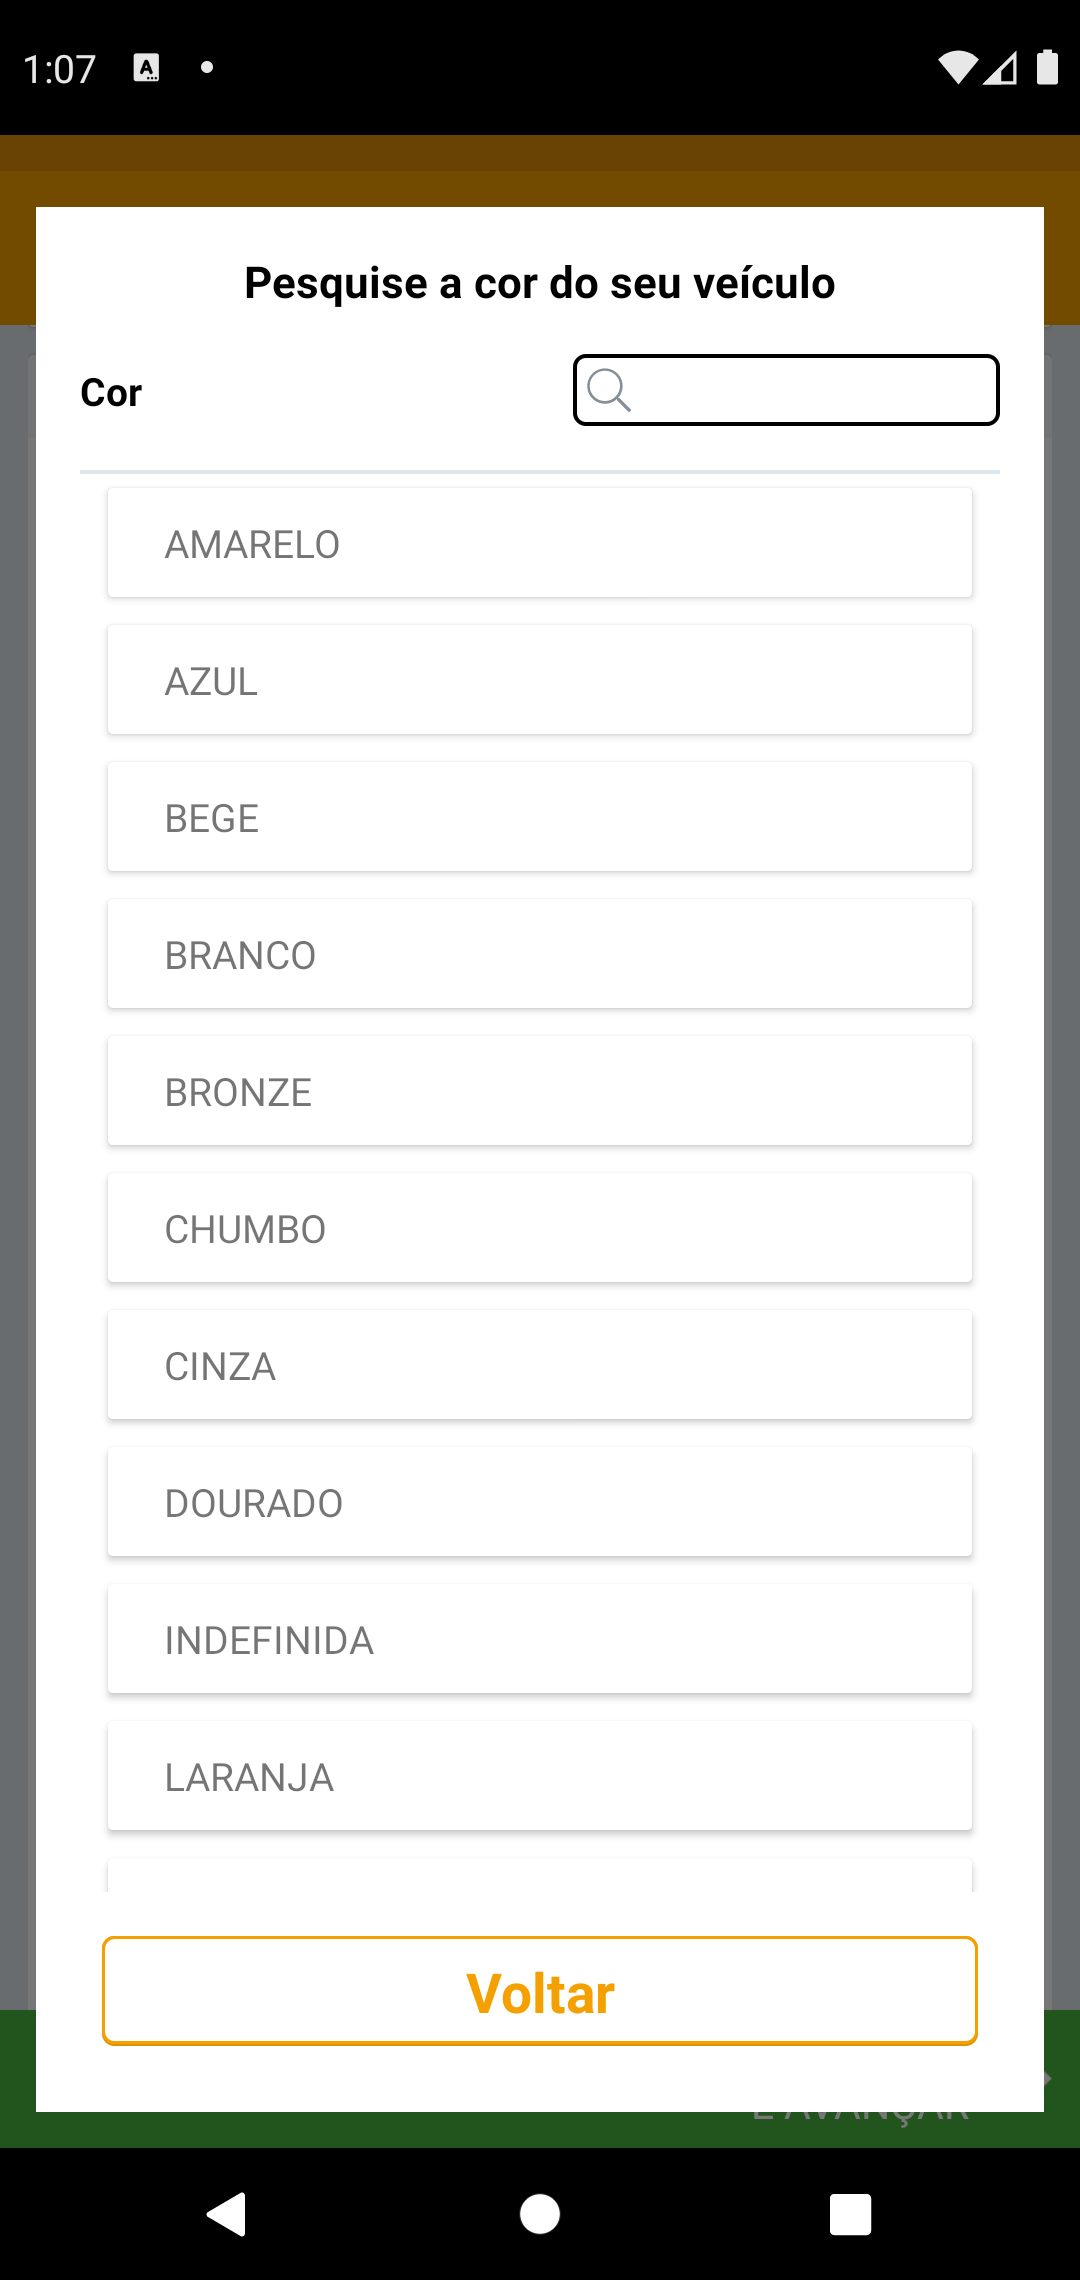 1:07
Pesquise a cor do seu veículo
Cor
AMARELO
AZUL
BEGE
BRANCO
BRONZE
CHUMBO
CINZA
DOURADO
INDEFINIDA
LARANJA
Voltar
E AVANÇAR